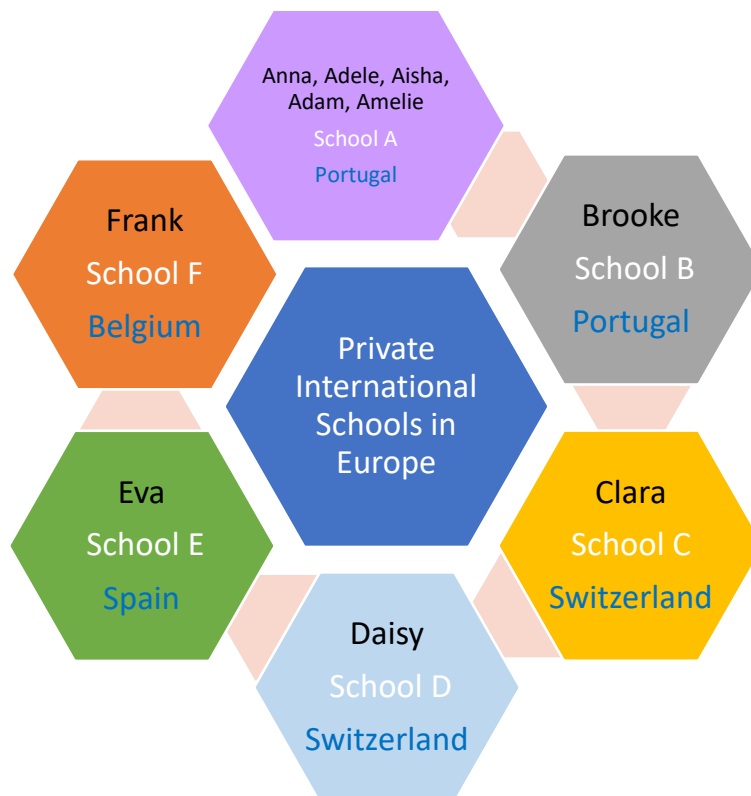 Anna, Adele, Aisha,
Adam, Amelie
School A
Portugal
Frank
School F
Belgium
Brooke
School B
Portugal
Private
International
Schools in
Europe
Eva
School E
Spain
Clara
School C
Switzerland
Daisy
School D
Switzerland